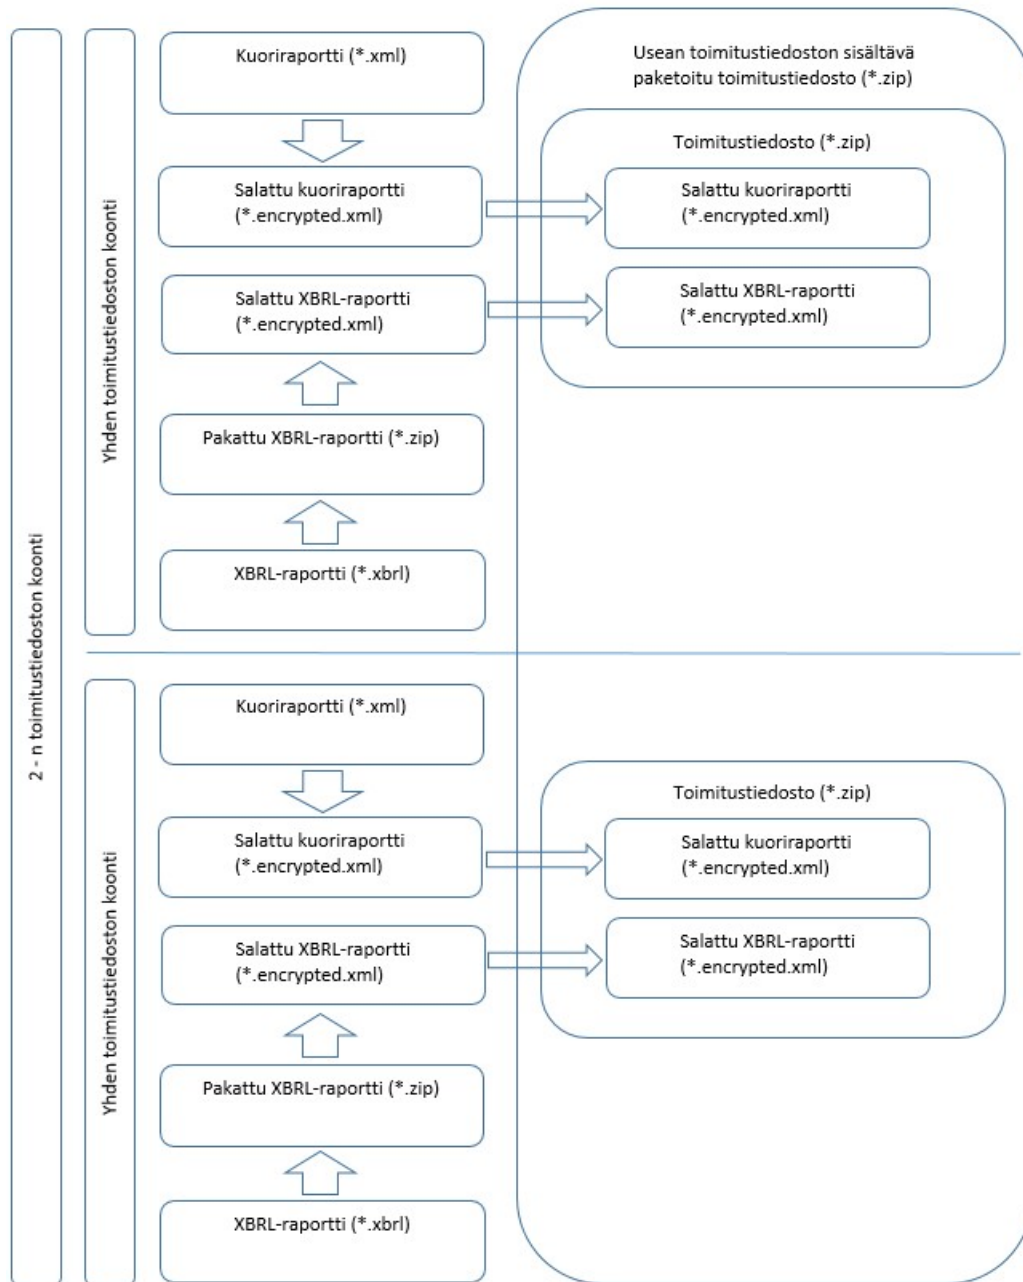 2 - n toimitustiedoston koonti
Yhden toimitustiedoston koonti
Kuoriraportti (*.xml)
Salattu kuoriraportti
(*.encrypted.xml)
Salattu XBRL-raportti
(*.encrypted.xml)
Pakattu XBRL-raportti (*.zip)
XBRL-raportti (*.xbrl)
Usean toimitustiedoston sisältävä
paketoitu toimitustiedosto (*.zip)
Toimitustiedosto (*.zip)
Salattu kuoriraportti
(*.encrypted.xml)
Salattu XBRL-raportti
(*.encrypted.xml)
Yhden toimitustiedoston koonti
Kuoriraportti (*.xml)
Salattu kuoriraportti
(*.encrypted.xml)
Salattu XBRL-raportti
(*.encrypted.xml)
Pakattu XBRL-raportti (*.zip)
XBRL-raportti (*.xbrl)
Toimitustiedosto (*.zip)
Salattu kuoriraportti
(*.encrypted.xml)
Salattu XBRL-raportti
(*.encrypted.xml)